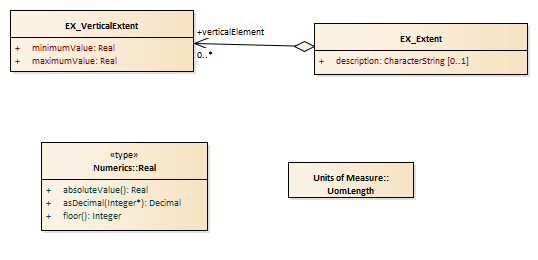 EX_VerticalExtent
+ minimumValue: Real
+ maximumValue: Real
+verticalElement
0..*
EX_Extent
+ description: CharacterString [0..1]
«type»
Numerics::Real
+ absoluteValue(): Real
+ asDecimal(Integer*): Decimal
+ floor(): Integer
Units of Measure::
UomLength